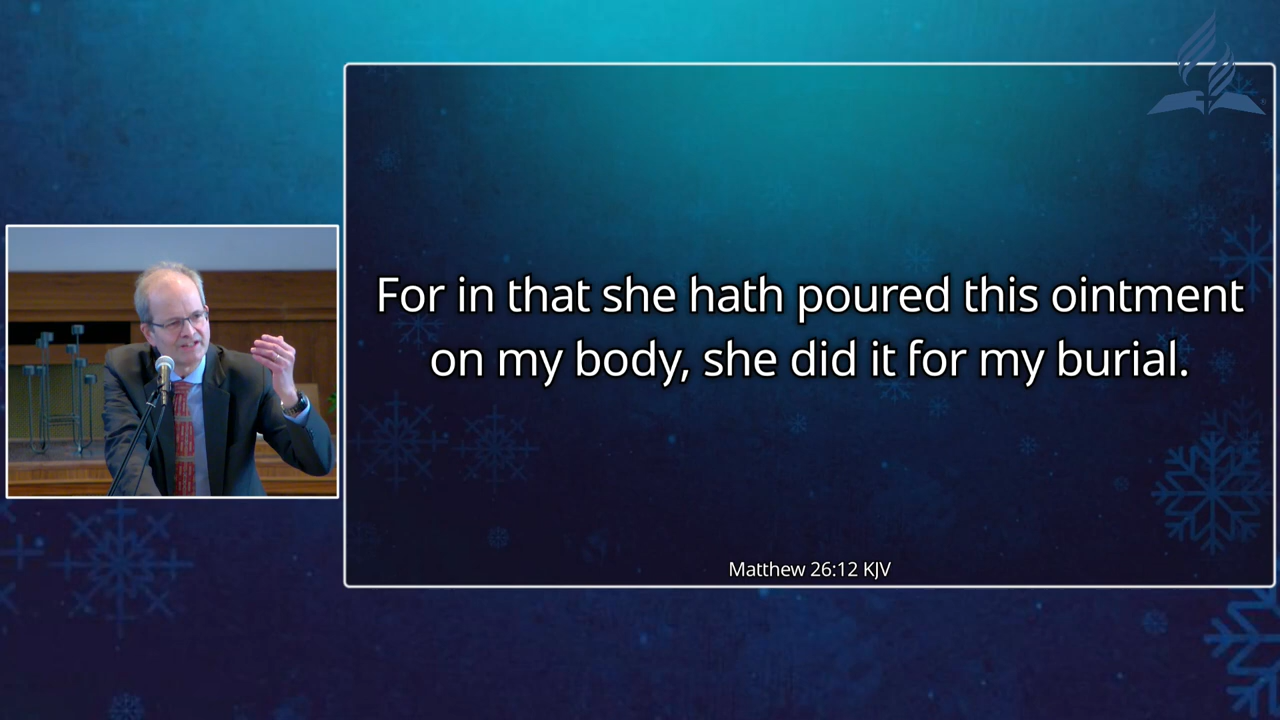 For in that she hath poured this ointment
on my body, she did it for my burial.
Matthew 26:12 KJV